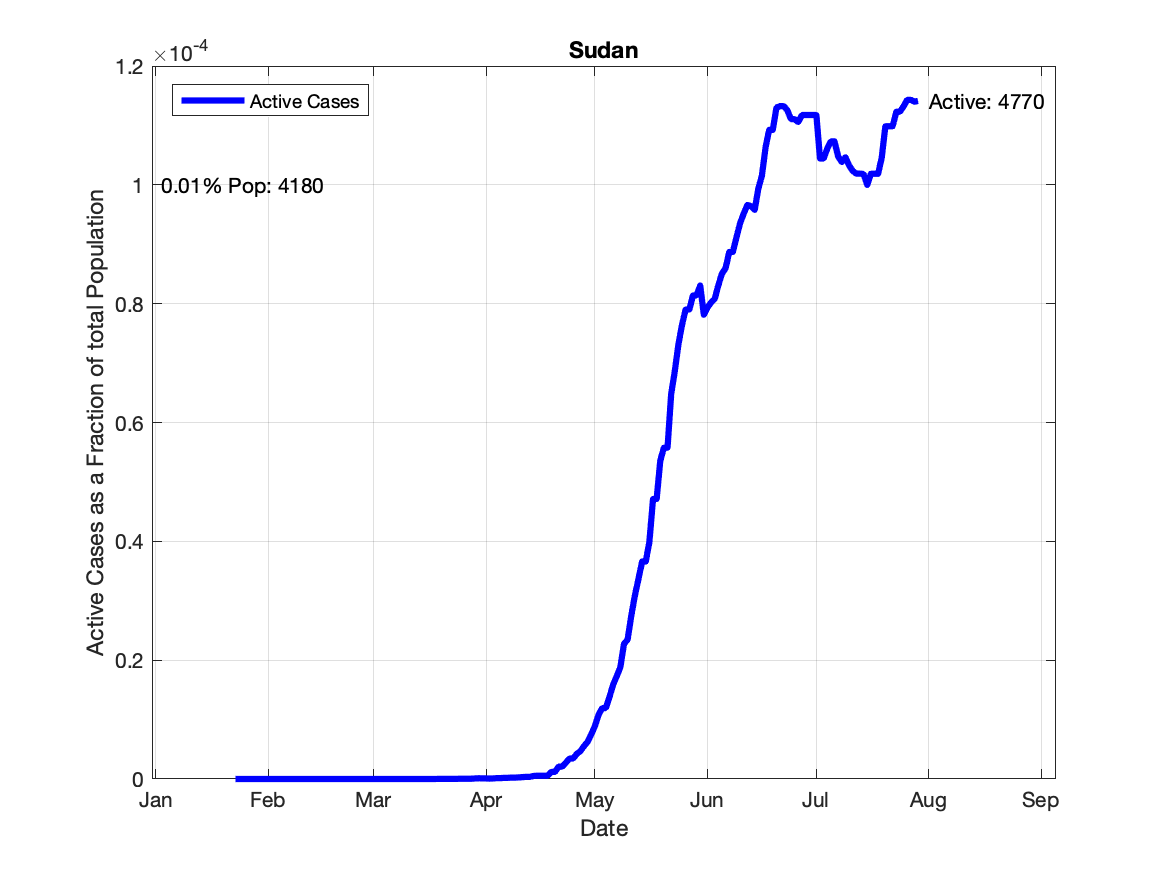 Sudan
×10-4
1.2
1
0.8
0.6
0.4
0.2
0
Active Cases
Active: 4770
0.01% Pop: 4180
Active Cases as a Fraction of total Population
Jan Feb Mar Apr May Jun Jul Aug Sep
Date